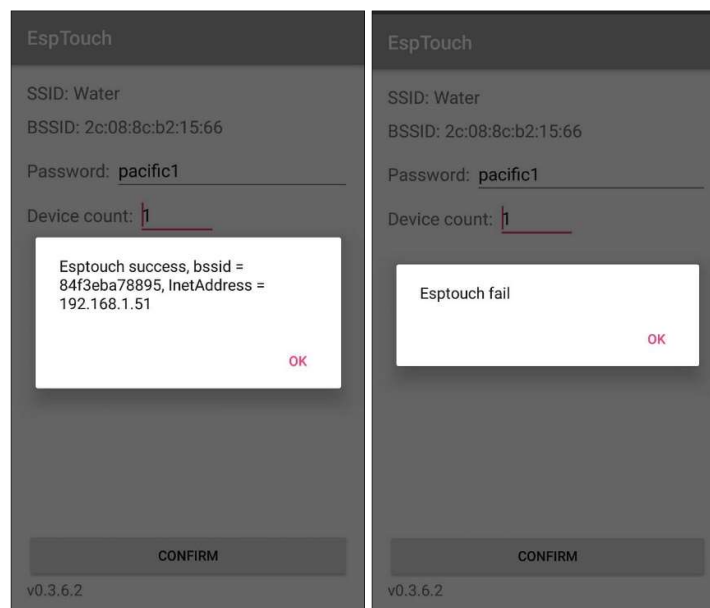 EspTouch
SSID: Water
BSSID: 2c:08:8c:b2:15:66
Password: pacific1
Device count: 1
Esptouch success, bssid =
84f3eba78895, InetAddress =
192.168.1.51
OK
CONFIRM
v0.3.6.2
EspTouch
SSID: Water
BSSID: 2c:08:8c:b2:15:66
Password: pacific1
Device count: 1
Esptouch fail
OK
CONFIRM
v0.3.6.2